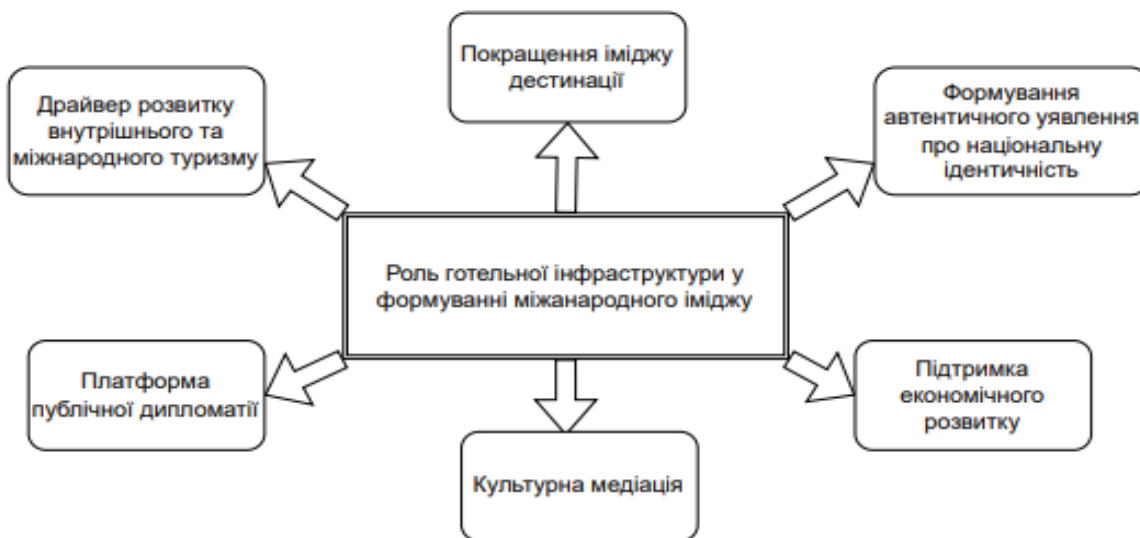 Покращення іміджу
дестинації
Драйвер розвитку
внутрішнього та
міжнародного туризму
Формування
автентичного уявлення
про національну
ідентичність
Роль готельної інфраструктури у
формуванні міжанародного іміджу
Платформа
публічної дипломатії
Підтримка
економічного
розвитку
Культурна медіація